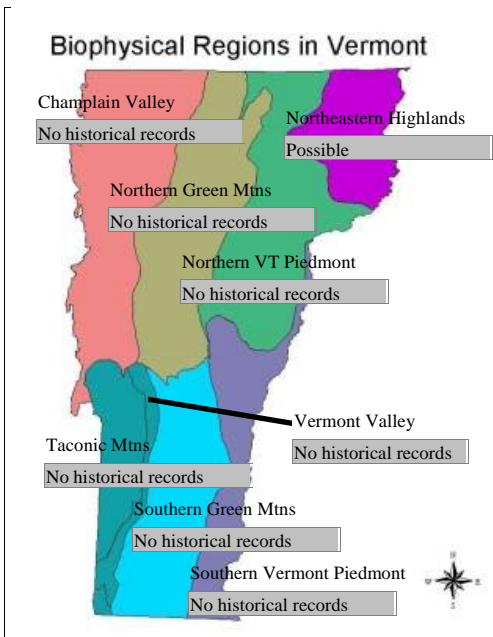 Biophysical Regions in Vermont
Champlain Valley
No historical records
Northeastern Highlands
Possible
Northern Green Mtns
No historical records
Northern VT Piedmont
No historical records
Vermont Valley
No historical records
Taconic Mtns
No historical records
Southern Green Mtns
No historical records
Southern Vermont Piedmont
No historical records
N
W E
S